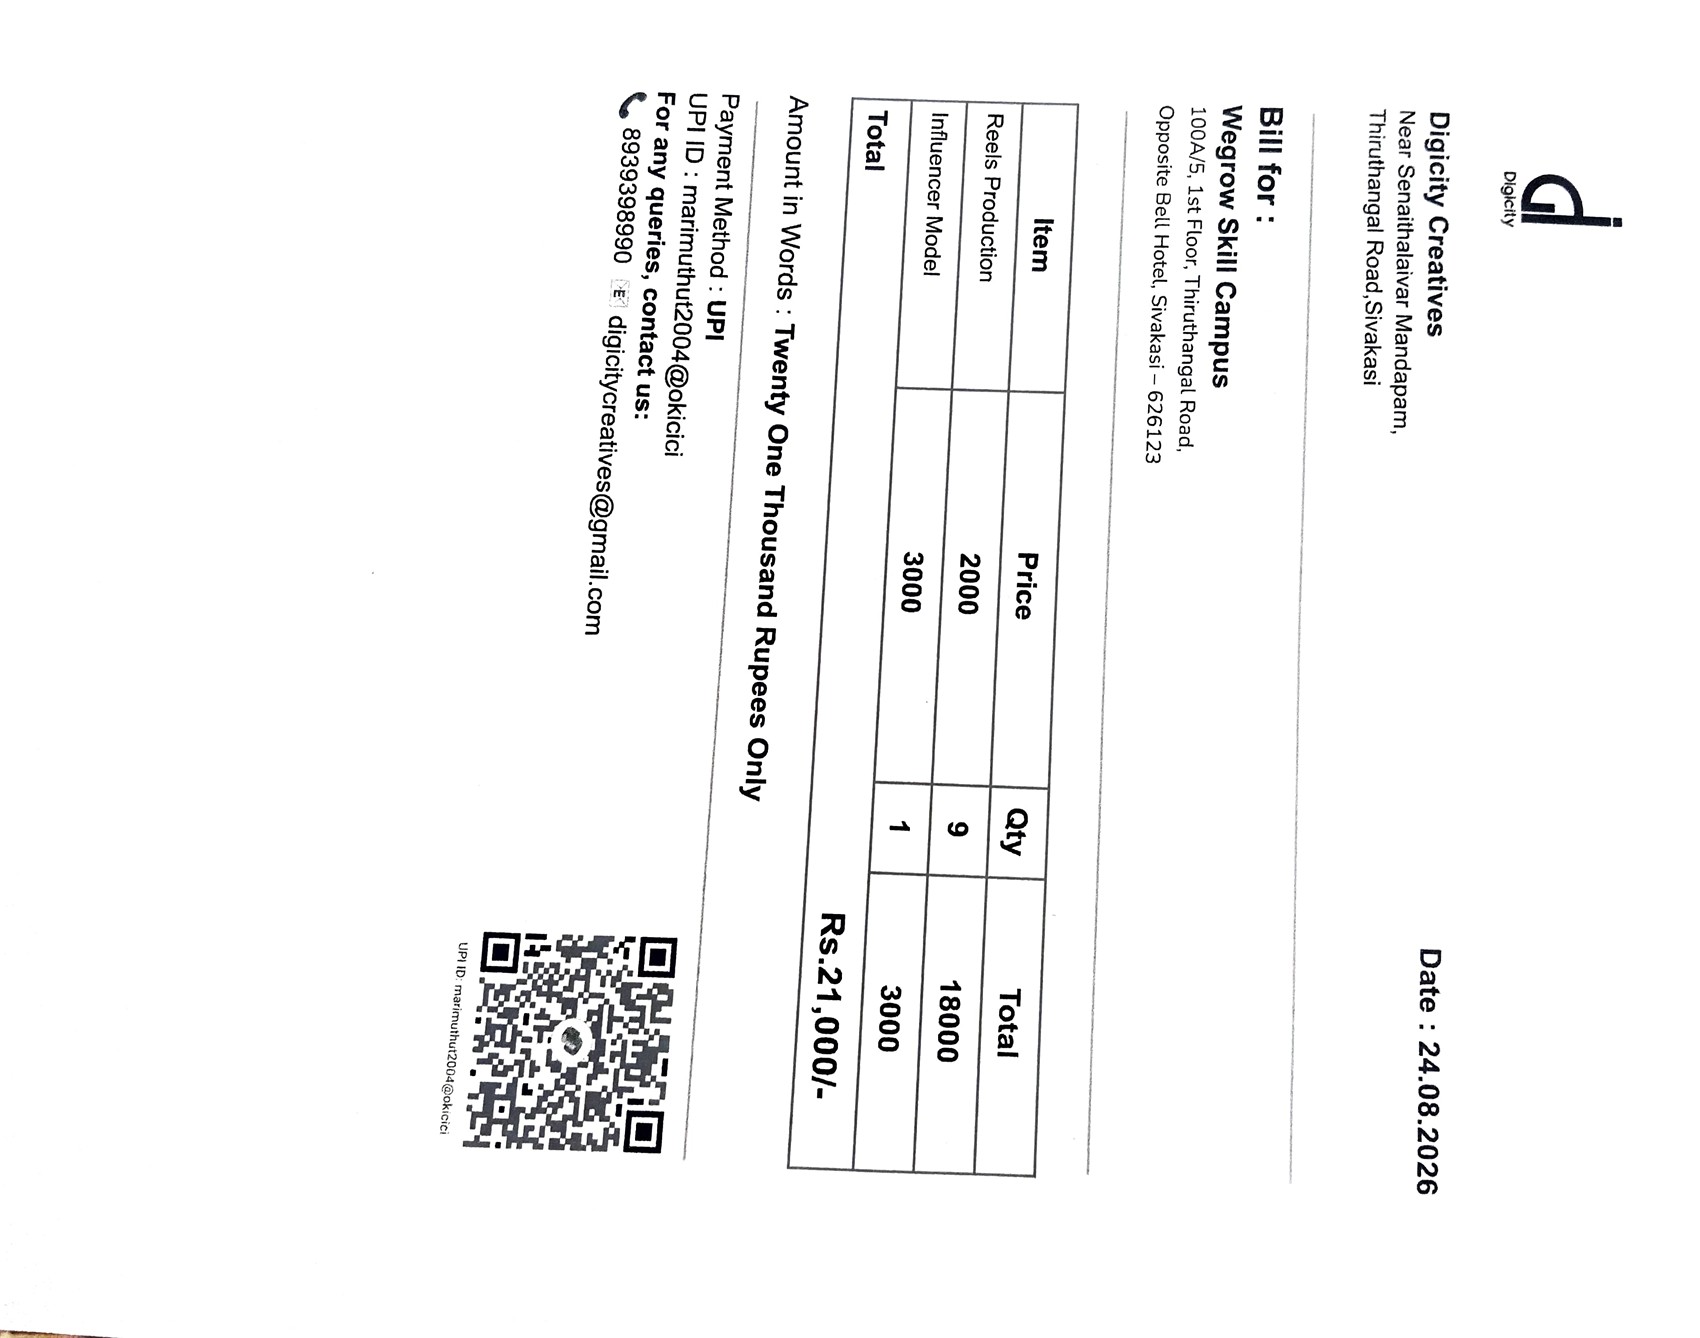 Digicity
Digicity Creatives
Near Senaithalaivar Mandapam,
Thiruthangal Road,Sivakasi
Date : 24.08.2026
Bill for :
Wegrow Skill Campus
100A/5, 1st Floor, Thiruthangal Road,
Opposite Bell Hotel, Sivakasi – 626123
Item Price Qty Total
Reels Production 2000 9 18000
Influencer Model 3000 1 3000
Total Rs.21,000/-
Amount in Words : Twenty One Thousand Rupees Only
Payment Method : UPI
UPI ID : marimuthut2004@okicici
For any queries, contact us:
8939398990 digicitycreatives@gmail.com
UPI ID: marimuthut2004@okicici